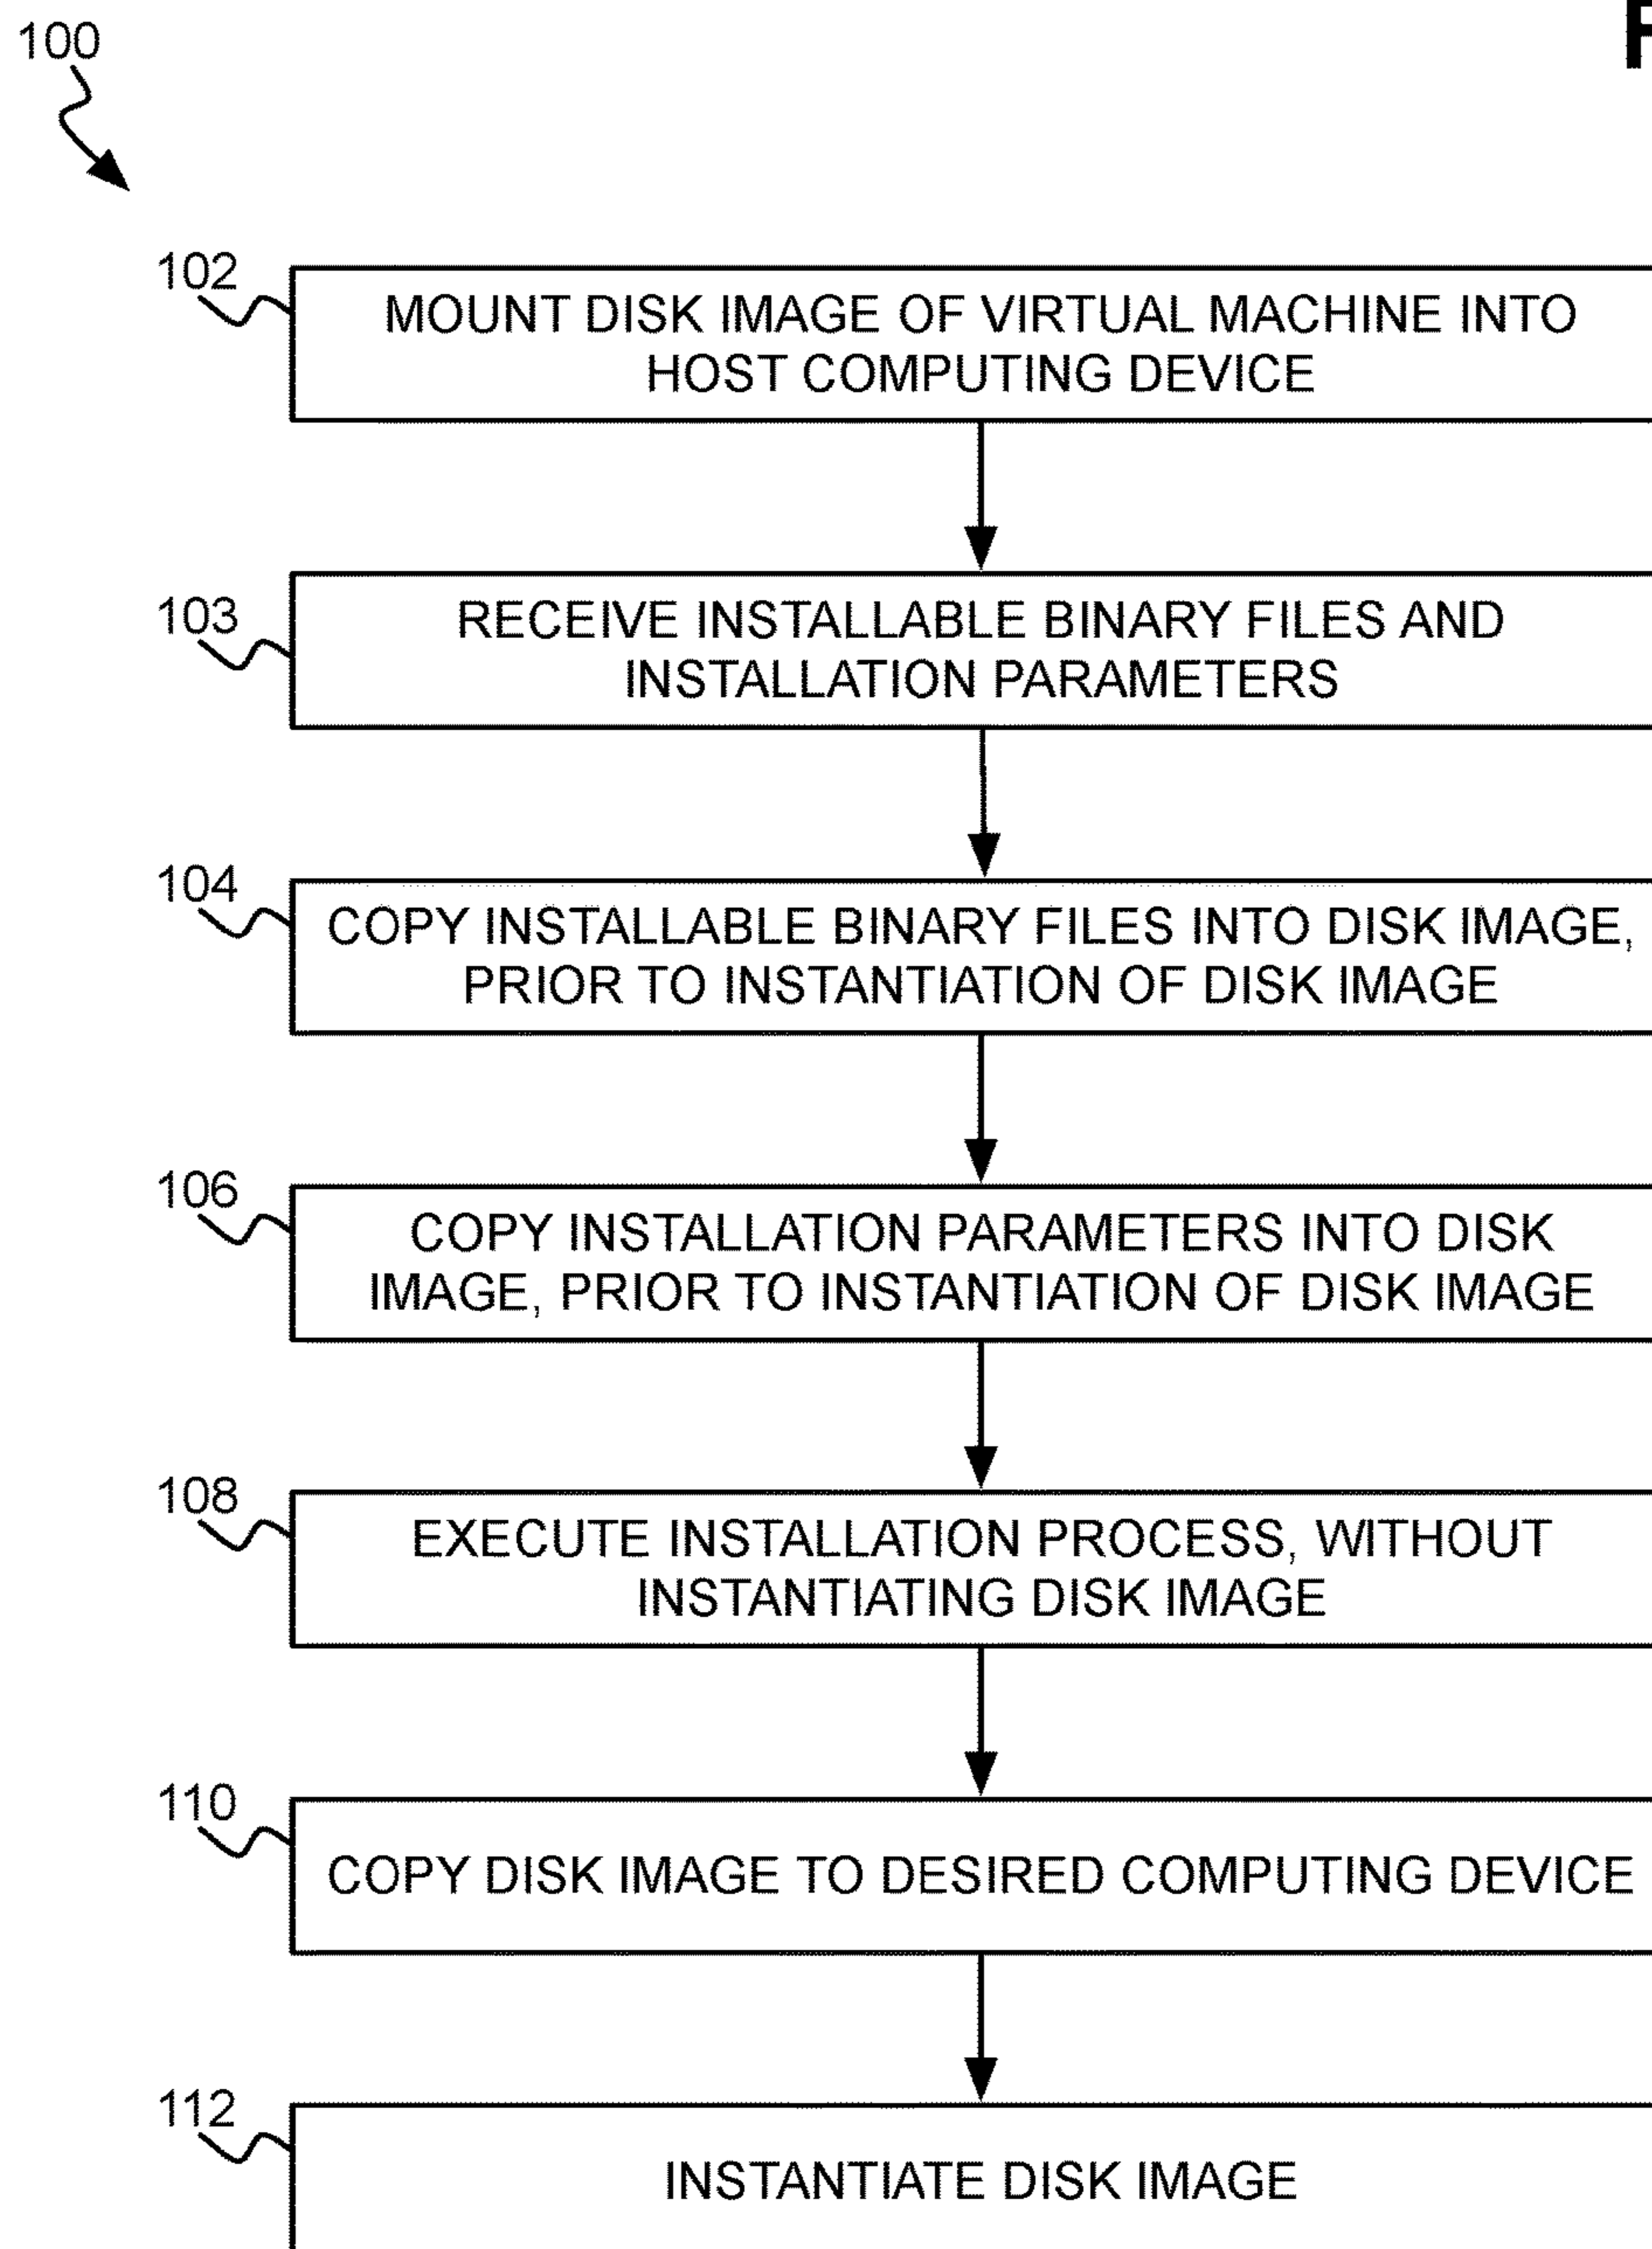 100
102
MOUNT DISK IMAGE OF VIRTUAL MACHINE INTO
HOST COMPUTING DEVICE
103
RECEIVE INSTALLABLE BINARY FILES AND
INSTALLATION PARAMETERS
104
COPY INSTALLABLE BINARY FILES INTO DISK IMAGE,
PRIOR TO INSTANTIATION OF DISK IMAGE
106
COPY INSTALLATION PARAMETERS INTO DISK
IMAGE, PRIOR TO INSTANTIATION OF DISK IMAGE
108
EXECUTE INSTALLATION PROCESS, WITHOUT
INSTANTIATING DISK IMAGE
110
COPY DISK IMAGE TO DESIRED COMPUTING DEVICE
112
INSTANTIATE DISK IMAGE